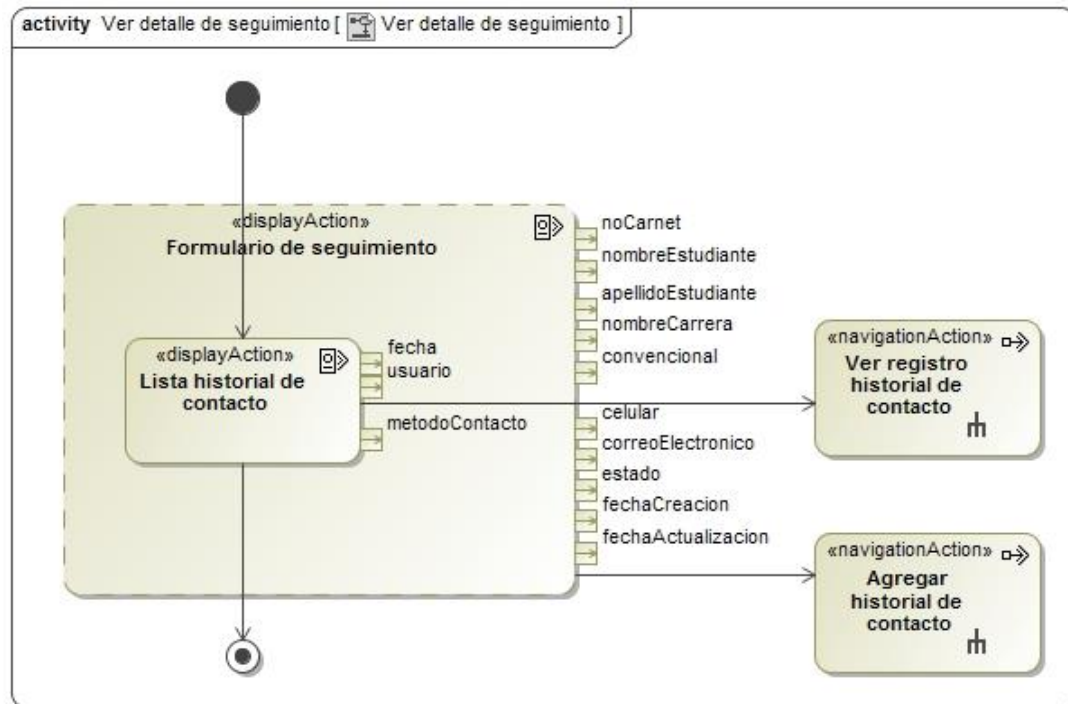 activity Ver detalle de seguimiento [ Ver detalle de seguimiento ]
«displayAction»
Formulario de seguimiento
noCarnet
nombreEstudiante
apellidoEstudiante
nombreCarrera
convencional
celular
correoElectronico
estado
fechaCreacion
fechaActualizacion
«displayAction»
Lista historial de
contacto
fecha
usuario
metodoContacto
«navigationAction»
Ver registro
historial de
contacto
«navigationAction»
Agregar
historial de
contacto